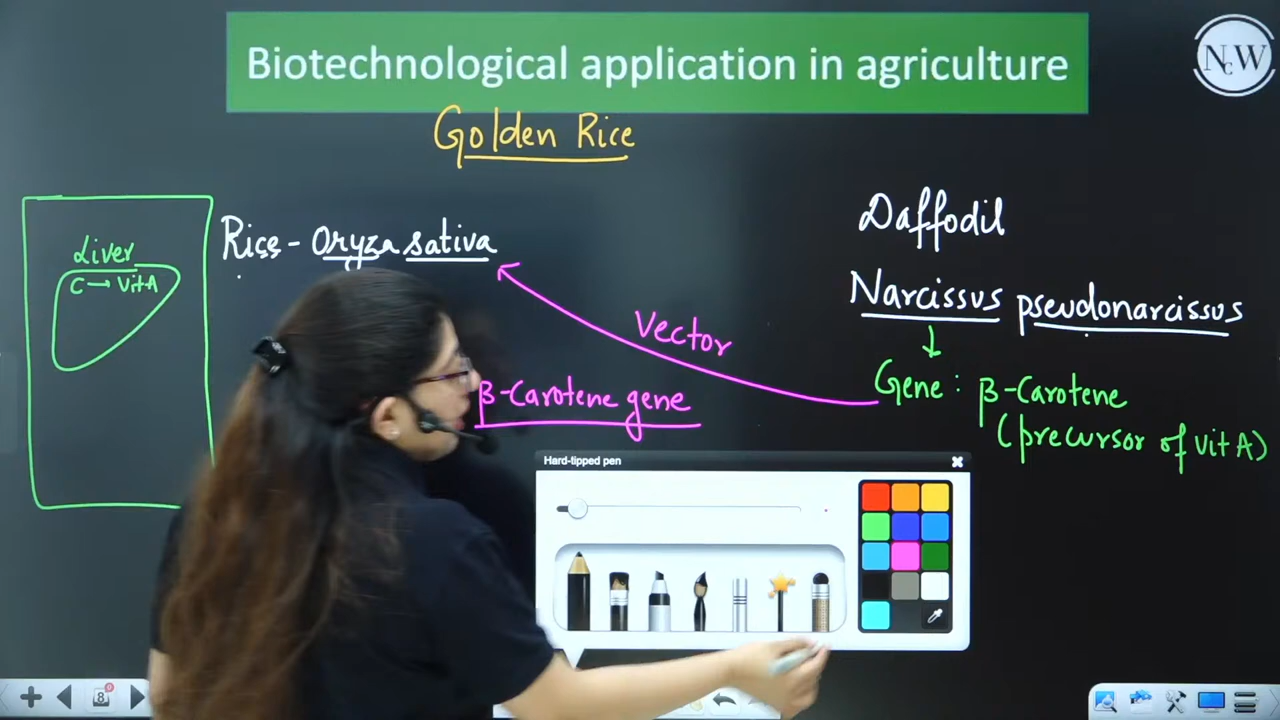 Biotechnological application in agriculture
NcW
Golden Rice
Rice - Oryza sativa
Daffodil
Narcissus pseudonarcissus
Liver
C → Vit A
Vector
Gene : β-Carotene
(precursor of vit A)
β-Carotene gene
Hard-tipped pen
8